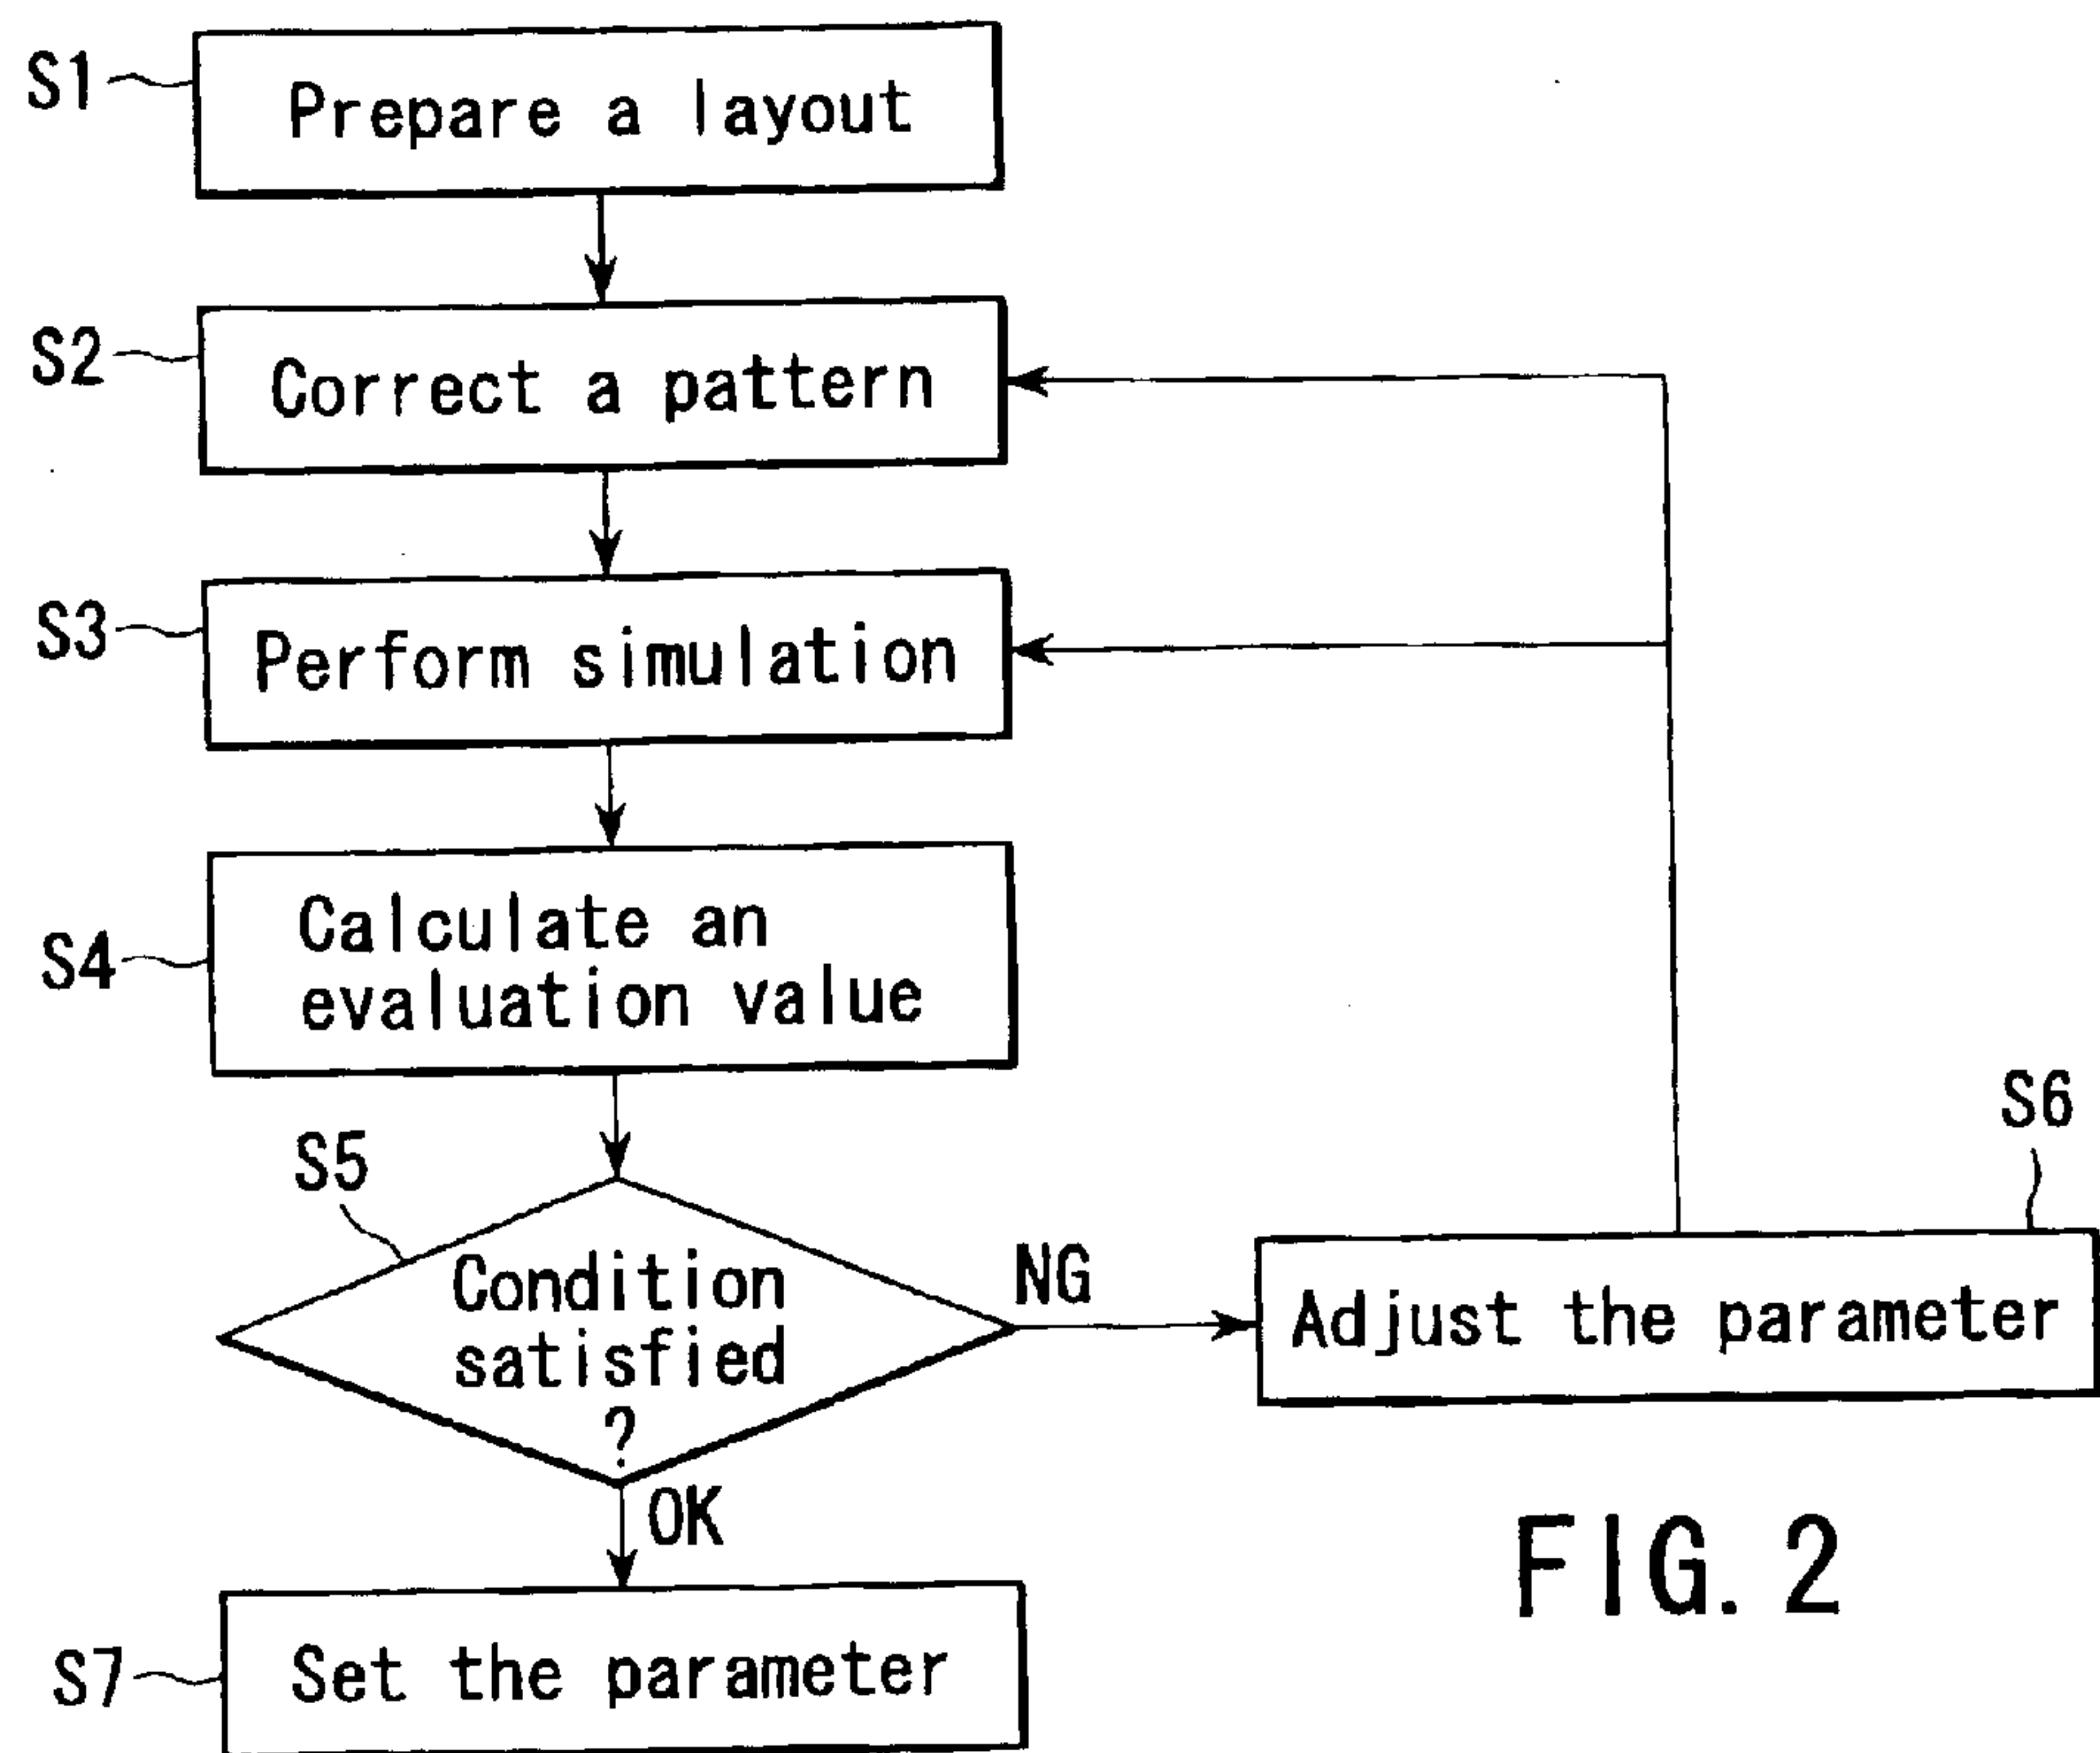 S1
Prepare a layout
S2
Correct a pattern
S3
Perform simulation
S4
Calculate an
evaluation value
S5
Condition
satisfied
?
NG
S6
Adjust the parameter
OK
S7
Set the parameter
FIG. 2